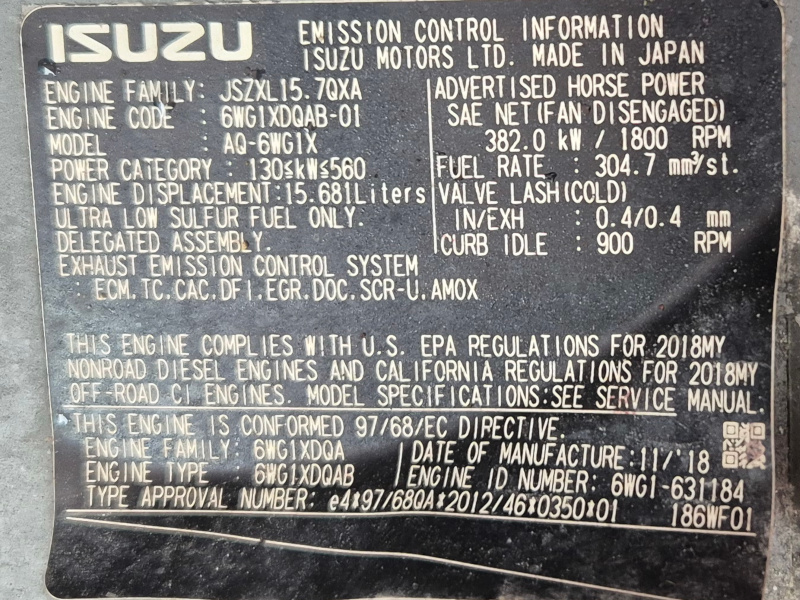 ISUZU
EMISSION CONTROL INFORMATION
ISUZU MOTORS LTD. MADE IN JAPAN
ENGINE FAMILY: JSZXL15.7QXA
ENGINE CODE : 6WG1XDQAB-01
MODEL : AQ-6WG1X
POWER CATEGORY : 130≦kW≦560
ENGINE DISPLACEMENT:15.681Liters
ULTRA LOW SULFUR FUEL ONLY.
DELEGATED ASSEMBLY.
ADVERTISED HORSE POWER
SAE NET(FAN DISENGAGED)
382.0 kW / 1800 RPM
FUEL RATE : 304.7 mm³/st.
VALVE LASH(COLD)
IN/EXH : 0.4/0.4 mm
CURB IDLE : 900 RPM
EXHAUST EMISSION CONTROL SYSTEM
: ECM.TC.CAC.DFI.EGR.DOC.SCR-U.AMOX
THIS ENGINE COMPLIES WITH U.S. EPA REGULATIONS FOR 2018MY
NONROAD DIESEL ENGINES AND CALIFORNIA REGULATIONS FOR 2018MY
OFF-ROAD CI ENGINES. MODEL SPECIFICATIONS:SEE SERVICE MANUAL.
THIS ENGINE IS CONFORMED 97/68/EC DIRECTIVE.
ENGINE FAMILY : 6WG1XDQA
ENGINE TYPE : 6WG1XDQAB
DATE OF MANUFACTURE:11/'18
ENGINE ID NUMBER: 6WG1-631184
TYPE APPROVAL NUMBER: e4*97/68QA*2012/46*0350*01
186WF01